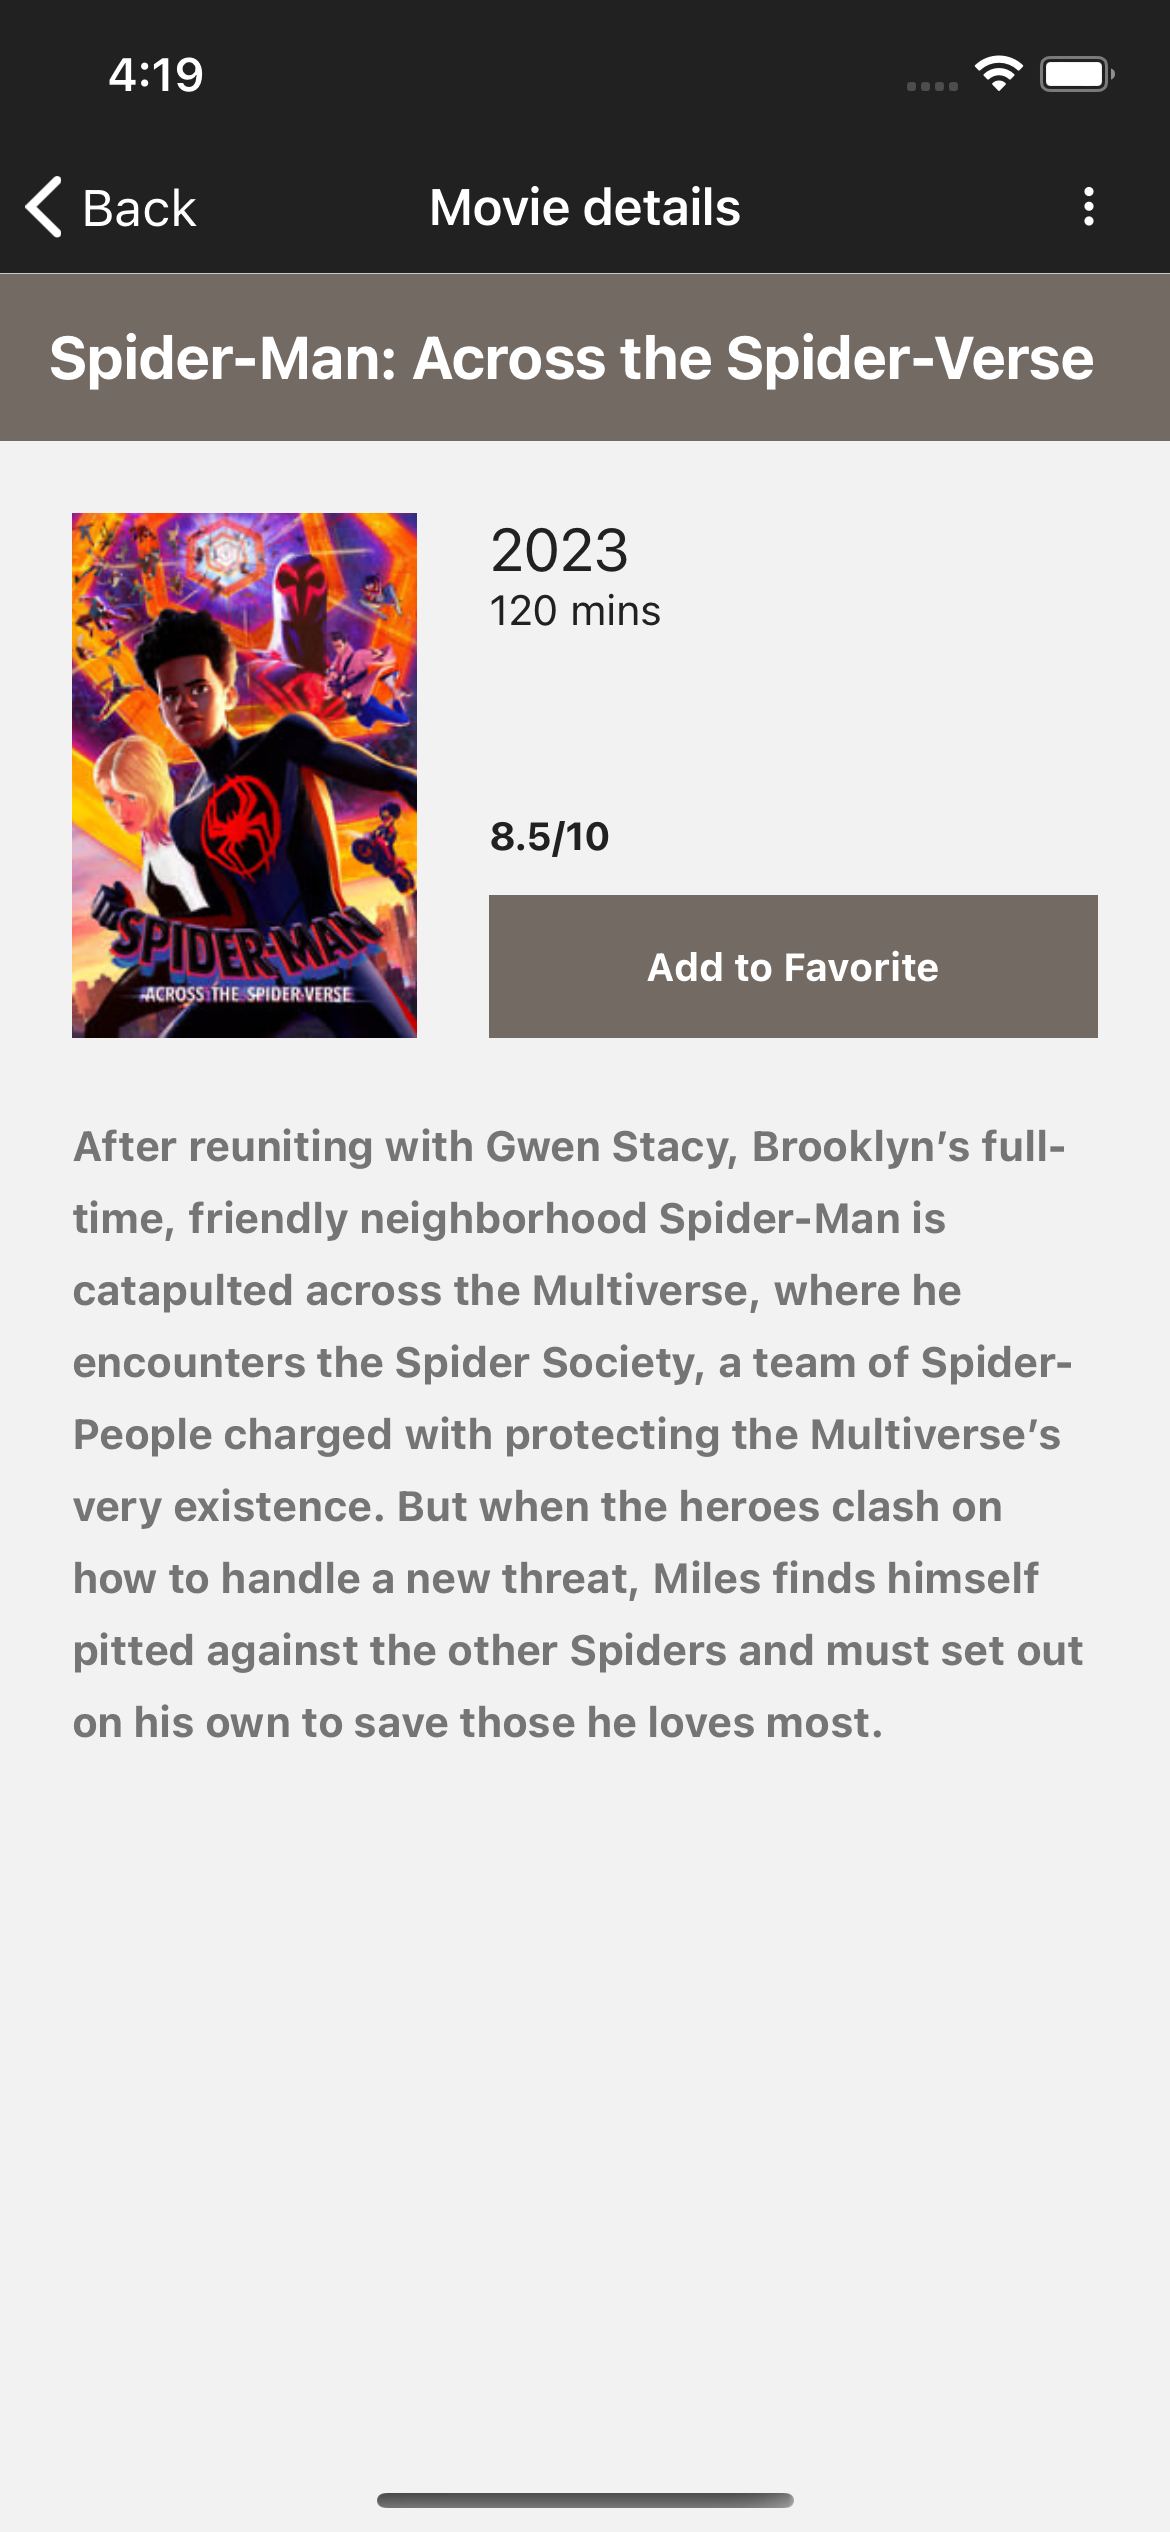 4:19
Back
Movie details
Spider-Man: Across the Spider-Verse
SPIDER-MAN
ACROSS THE SPIDER-VERSE
2023
120 mins
8.5/10
Add to Favorite
After reuniting with Gwen Stacy, Brooklyn’s full-
time, friendly neighborhood Spider-Man is
catapulted across the Multiverse, where he
encounters the Spider Society, a team of Spider-
People charged with protecting the Multiverse’s
very existence. But when the heroes clash on
how to handle a new threat, Miles finds himself
pitted against the other Spiders and must set out
on his own to save those he loves most.